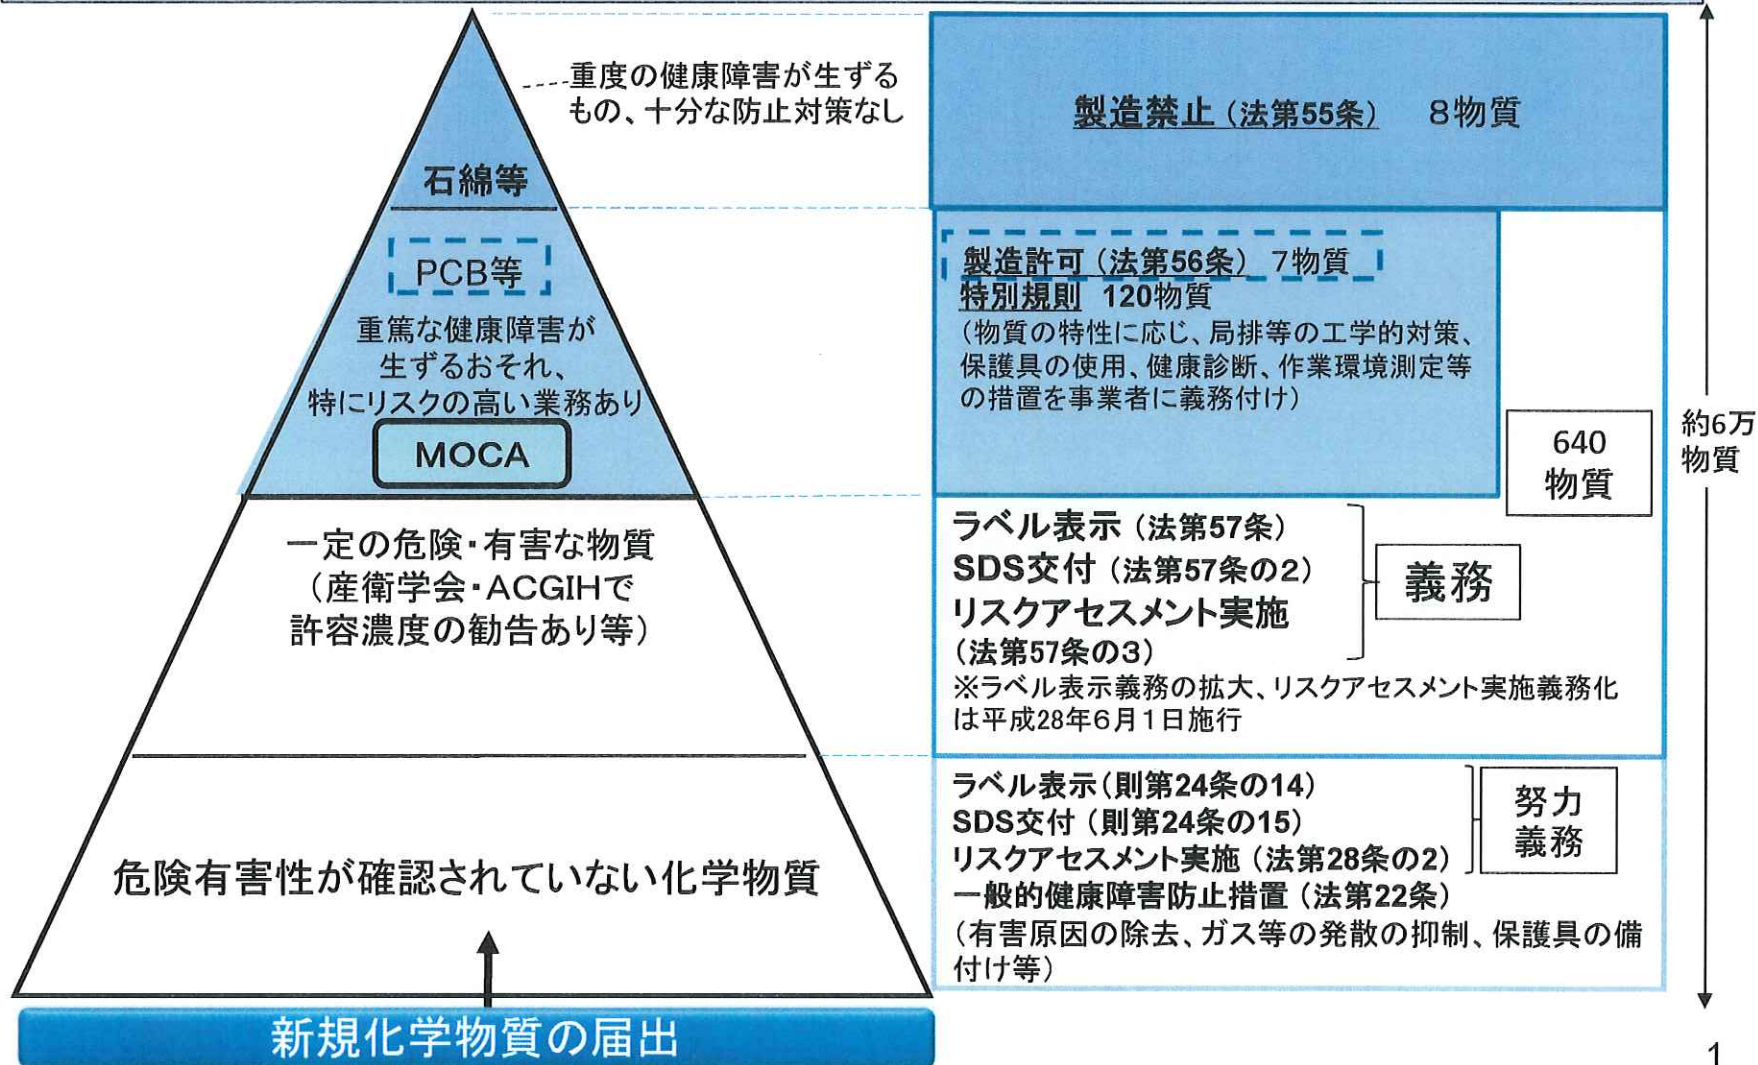 重度の健康障害が生ずる
もの、十分な防止対策なし
石綿等
PCB等
重篤な健康障害が
生ずるおそれ、
特にリスクの高い業務あり
MOCA
一定の危険・有害な物質
（産衛学会・ACGIHで
許容濃度の勧告あり等）
危険有害性が確認されていない化学物質
新規化学物質の届出
製造禁止（法第55条） 8物質
製造許可（法第56条） 7物質
特別規則 120物質
（物質の特性に応じ、局排等の工学的対策、
保護具の使用、健康診断、作業環境測定等
の措置を事業者に義務付け）
640
物質
約6万
物質
ラベル表示（法第57条）
SDS交付（法第57条の2）
リスクアセスメント実施
（法第57条の3）
義務
※ラベル表示義務の拡大、リスクアセスメント実施義務化
は平成28年6月1日施行
ラベル表示（則第24条の14）
SDS交付（則第24条の15）
リスクアセスメント実施（法第28条の2）
努力
義務
一般的健康障害防止措置（法第22条）
（有害原因の除去、ガス等の発散の抑制、保護具の備
付け等）
1